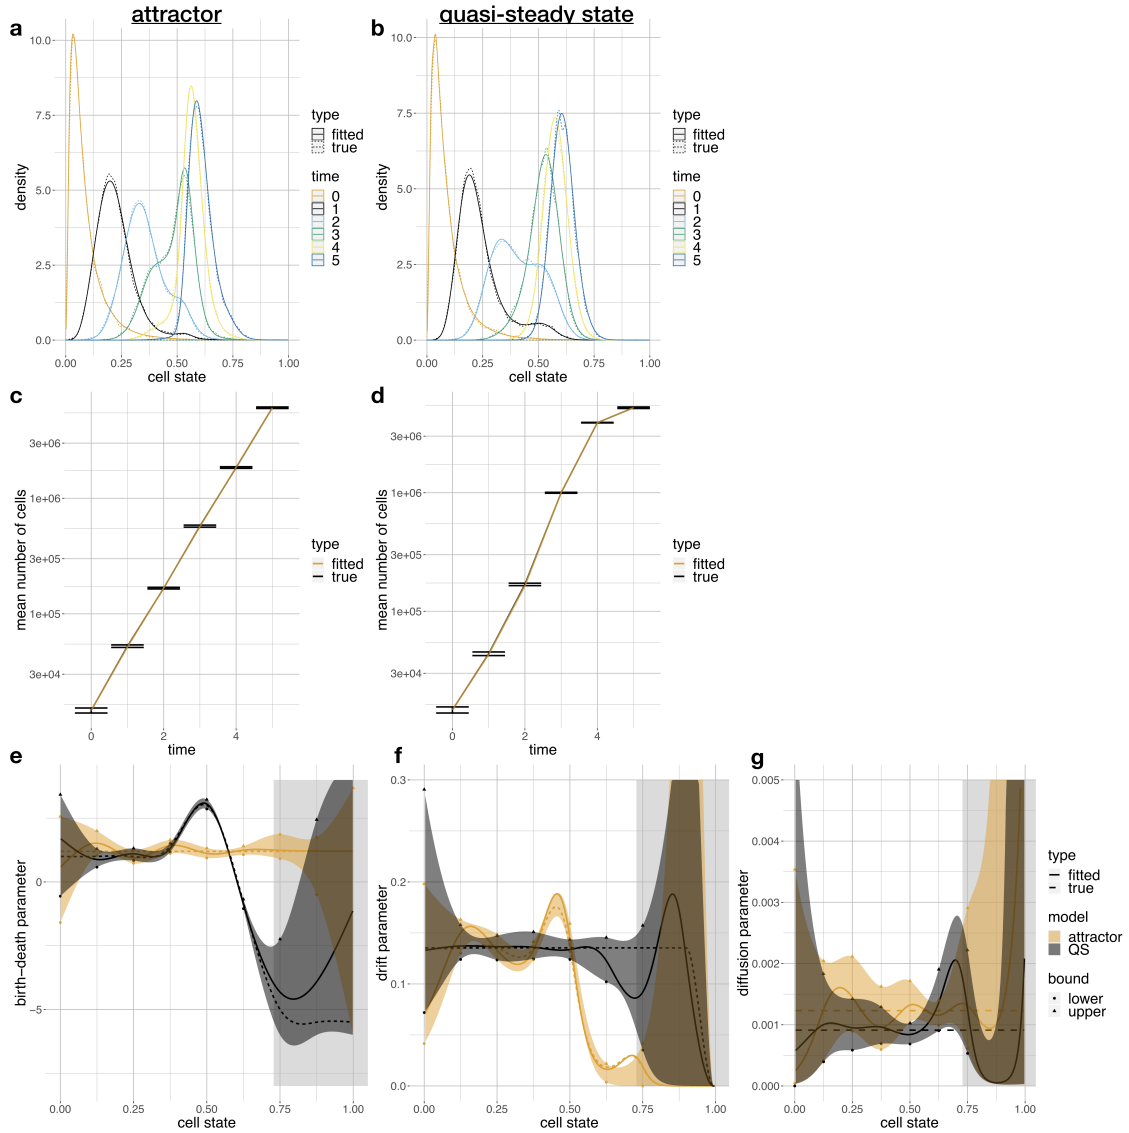 attractor
quasi-steady state
a
b
10.0
7.5
5.0
2.5
0.0
density
0.00 0.25 0.50 0.75 1.00
cell state
type
fitted
true
time
0
1
2
3
4
5
10.0
7.5
5.0
2.5
0.0
density
0.00 0.25 0.50 0.75 1.00
cell state
type
fitted
true
time
0
1
2
3
4
5
c
d
3e+06
1e+06
3e+05
1e+05
3e+04
mean number of cells
0 2 4
time
type
fitted
true
3e+06
1e+06
3e+05
1e+05
3e+04
mean number of cells
0 2 4
time
type
fitted
true
e
f
g
0
−5
birth−death parameter
0.00 0.25 0.50 0.75 1.00
cell state
0.3
0.2
0.1
0.0
drift parameter
0.00 0.25 0.50 0.75 1.00
cell state
0.005
0.004
0.003
0.002
0.001
0.000
diffusion parameter
0.00 0.25 0.50 0.75 1.00
cell state
type
fitted
true
model
attractor
QS
bound
lower
upper